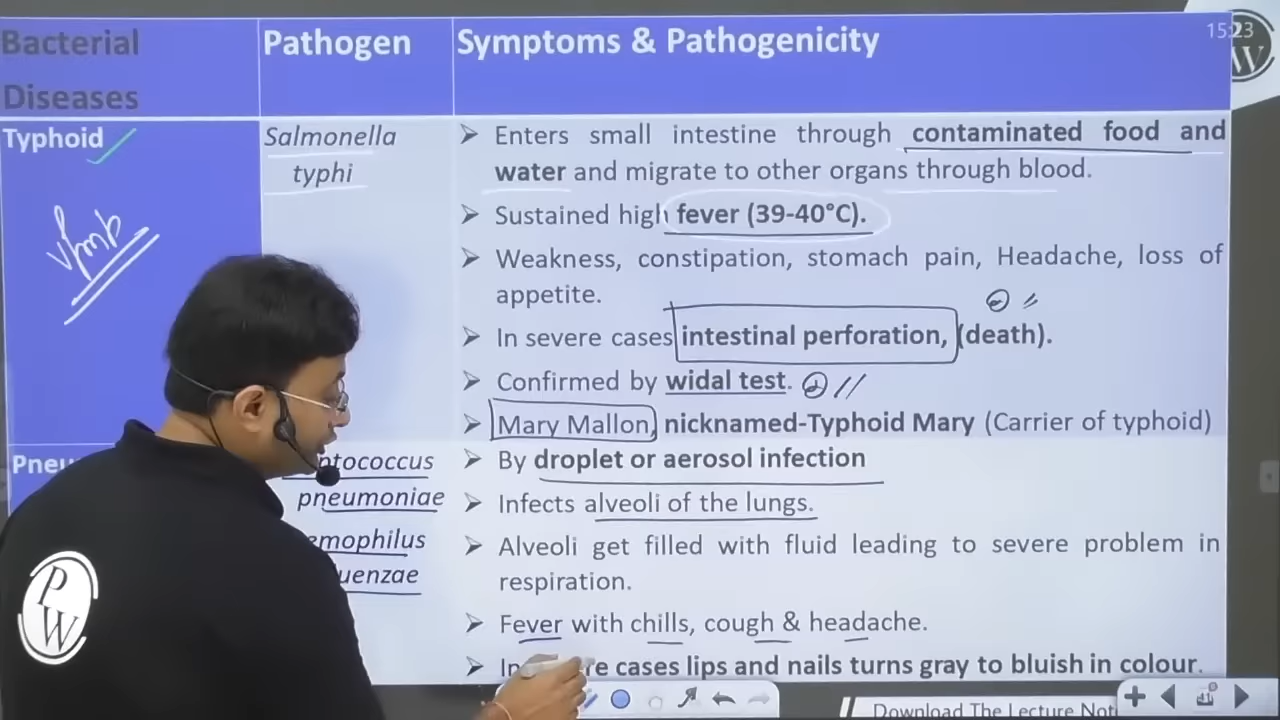 Bacterial
Diseases
Pathogen
Symptoms & Pathogenicity
15:23
Typhoid
Salmonella
typhi
➤ Enters small intestine through contaminated food and
water and migrate to other organs through blood.
➤ Sustained high fever (39-40°C).
➤ Weakness, constipation, stomach pain, Headache, loss of
appetite.
➤ In severe cases intestinal perforation, (death).
➤ Confirmed by widal test.
➤ Mary Mallon, nicknamed-Typhoid Mary (Carrier of typhoid)
pneumoniae
➤ By droplet or aerosol infection
➤ Infects alveoli of the lungs.
➤ Alveoli get filled with fluid leading to severe problem in
respiration.
➤ Fever with chills, cough & headache.
➤ cases lips and nails turns gray to bluish in colour.
Download The Lecture
P
W
W